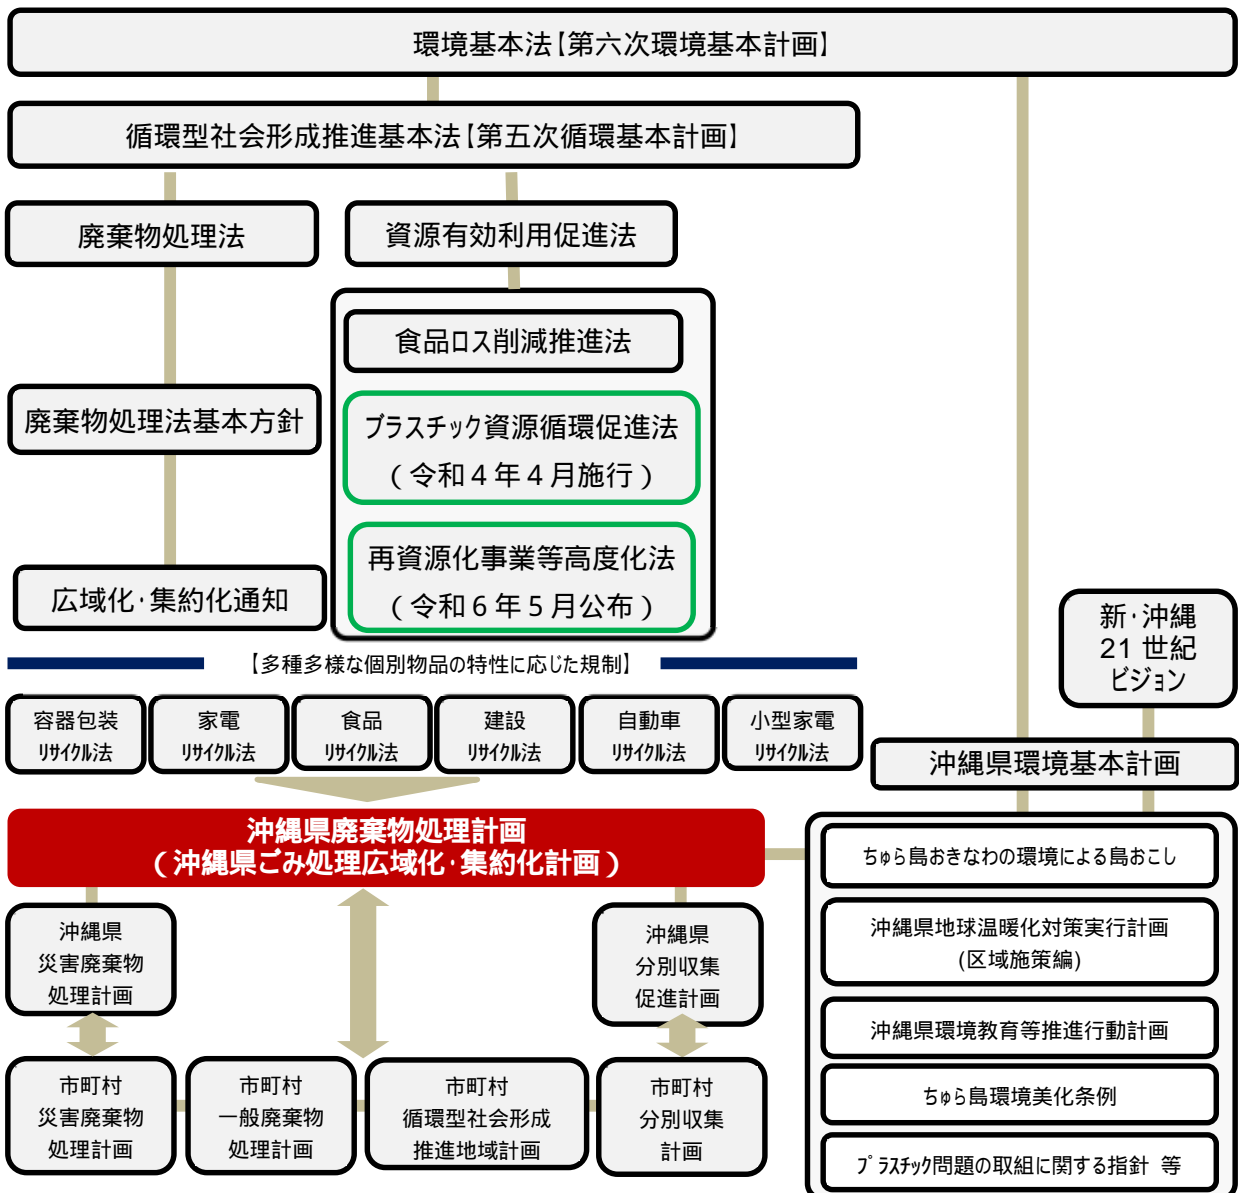 環境基本法【第六次環境基本計画】
循環型社会形成推進基本法【第五次循環基本計画】
廃棄物処理法
資源有効利用促進法
食品ロス削減推進法
廃棄物処理法基本方針
プラスチック資源循環促進法
（令和４年４月施行）
再資源化事業等高度化法
（令和６年５月公布）
広域化・集約化通知
新・沖縄
21 世紀
ビジョン
【多種多様な個別物品の特性に応じた規制】
容器包装
リサイクル法
家電
リサイクル法
食品
リサイクル法
建設
リサイクル法
自動車
リサイクル法
小型家電
リサイクル法
沖縄県環境基本計画
沖縄県廃棄物処理計画
（沖縄県ごみ処理広域化・集約化計画）
ちゅら島おきなわの環境による島おこし
沖縄県地球温暖化対策実行計画
(区域施策編)
沖縄県環境教育等推進行動計画
ちゅら島環境美化条例
プラスチック問題の取組に関する指針 等
沖縄県
災害廃棄物
処理計画
沖縄県
分別収集
促進計画
市町村
災害廃棄物
処理計画
市町村
一般廃棄物
処理計画
市町村
循環型社会形成
推進地域計画
市町村
分別収集
計画